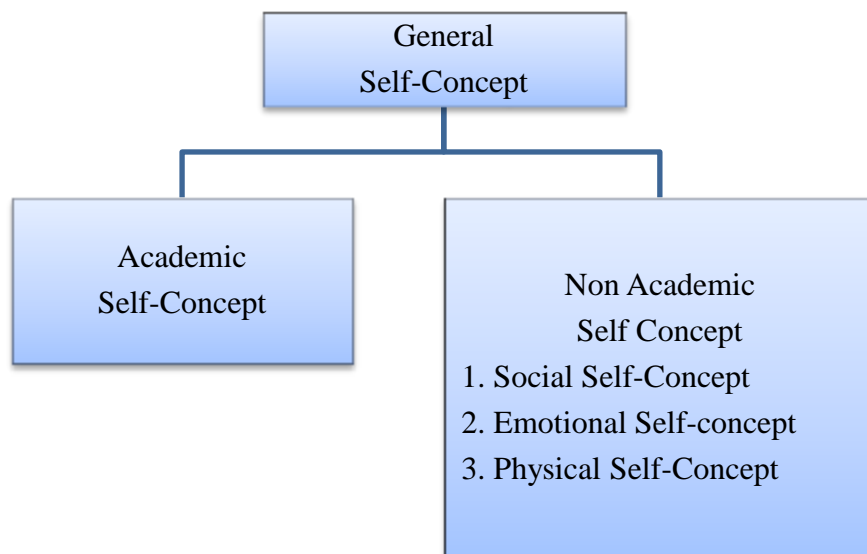 General
Self-Concept
Academic
Self-Concept
Non Academic
Self Concept
1. Social Self-Concept
2. Emotional Self-concept
3. Physical Self-Concept